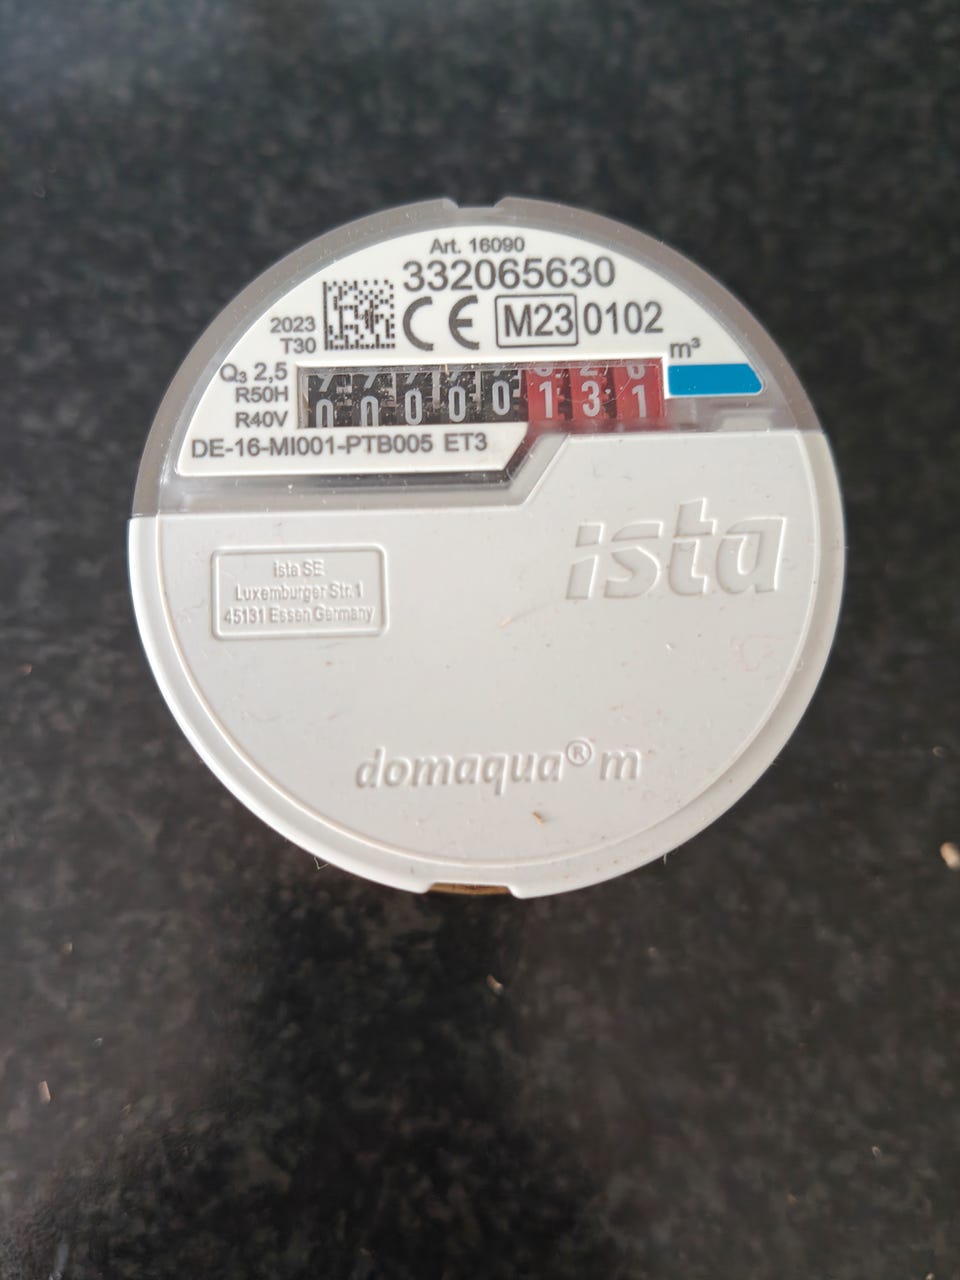 Art. 16090
332065630
2023 CE M23 0102
T30
m³
Q3 2,5
R50H
00000131
R40V
DE-16-MI001-PTB005 ET3
ista
ista SE
Luxemburger Str. 1
45131 Essen Germany
domaqua® m